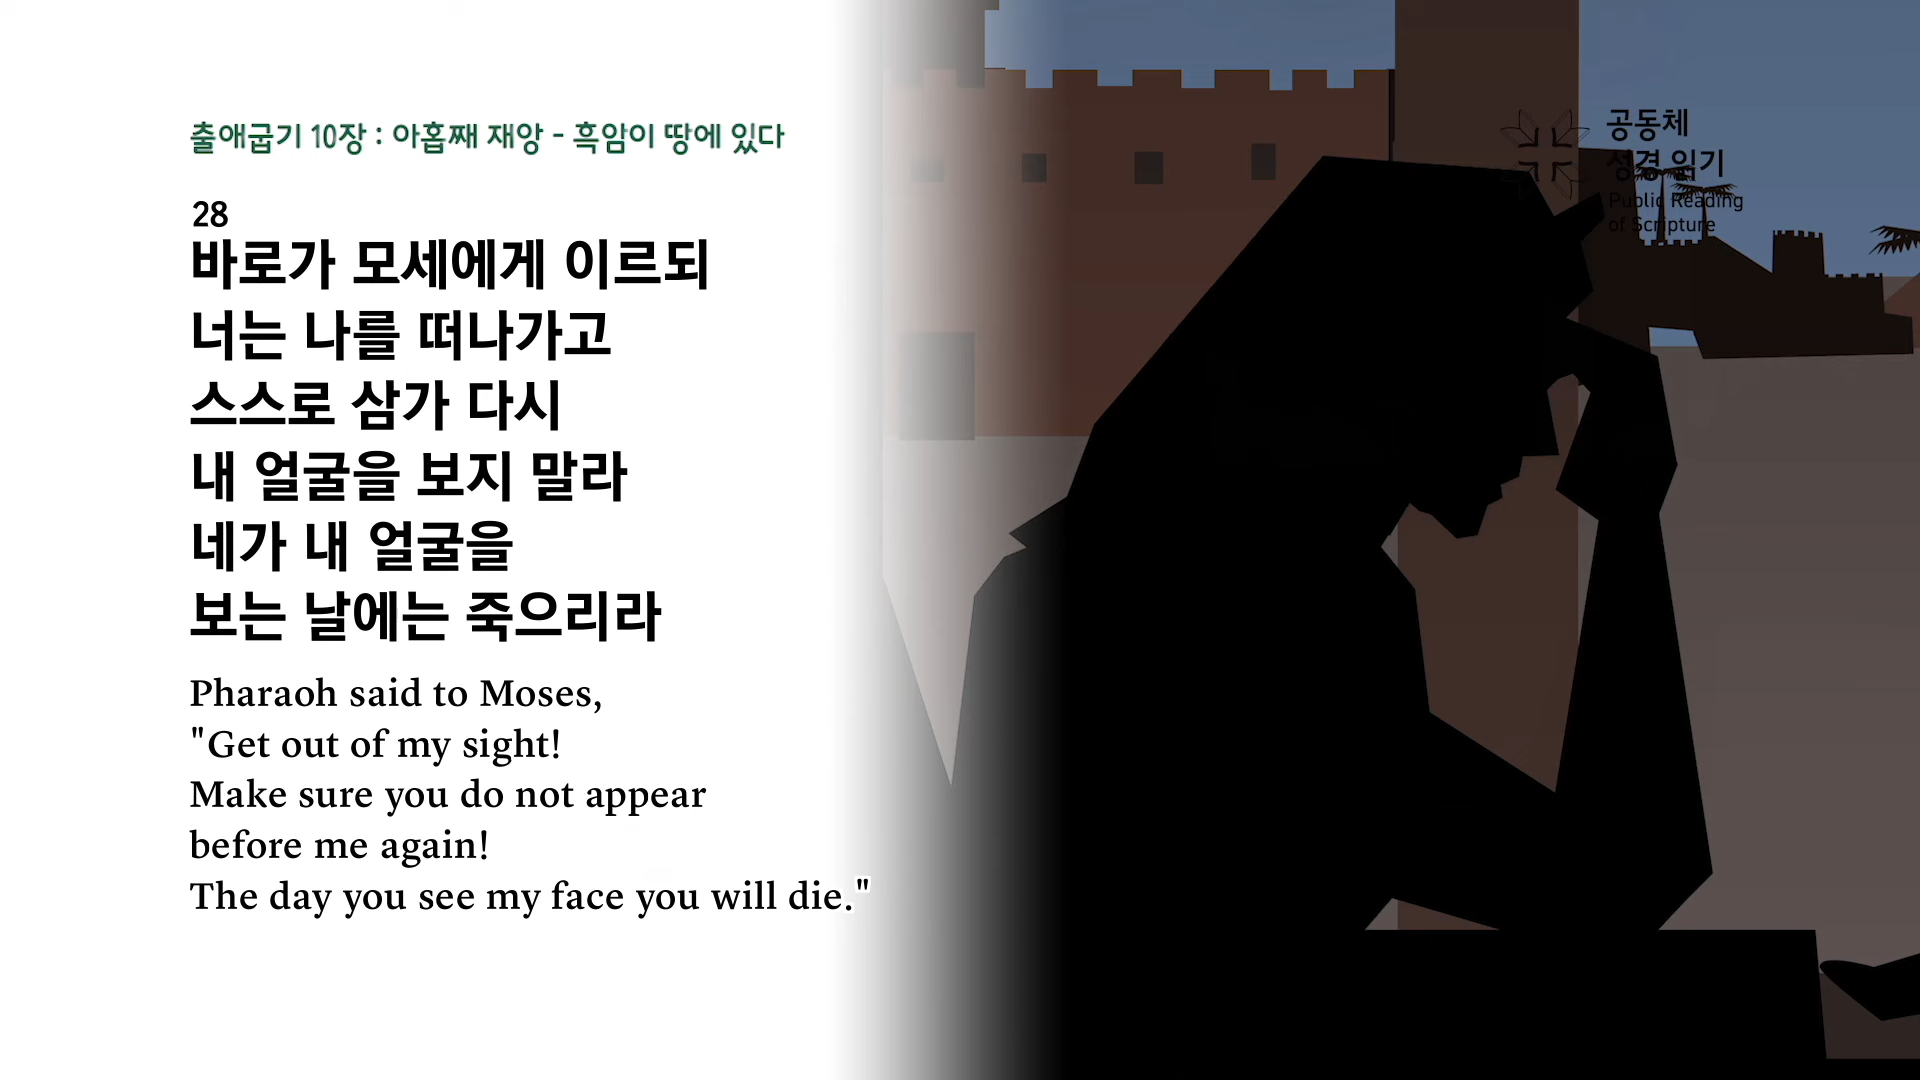 출애굽기 10장 : 아홉째 재앙 - 흑암이 땅에 있다
28
바로가 모세에게 이르되
너는 나를 떠나가고
스스로 삼가 다시
내 얼굴을 보지 말라
네가 내 얼굴을
보는 날에는 죽으리라
Pharaoh said to Moses,
"Get out of my sight!
Make sure you do not appear
before me again!
The day you see my face you will die."
공동체
성경 읽기
Public Reading
of Scripture